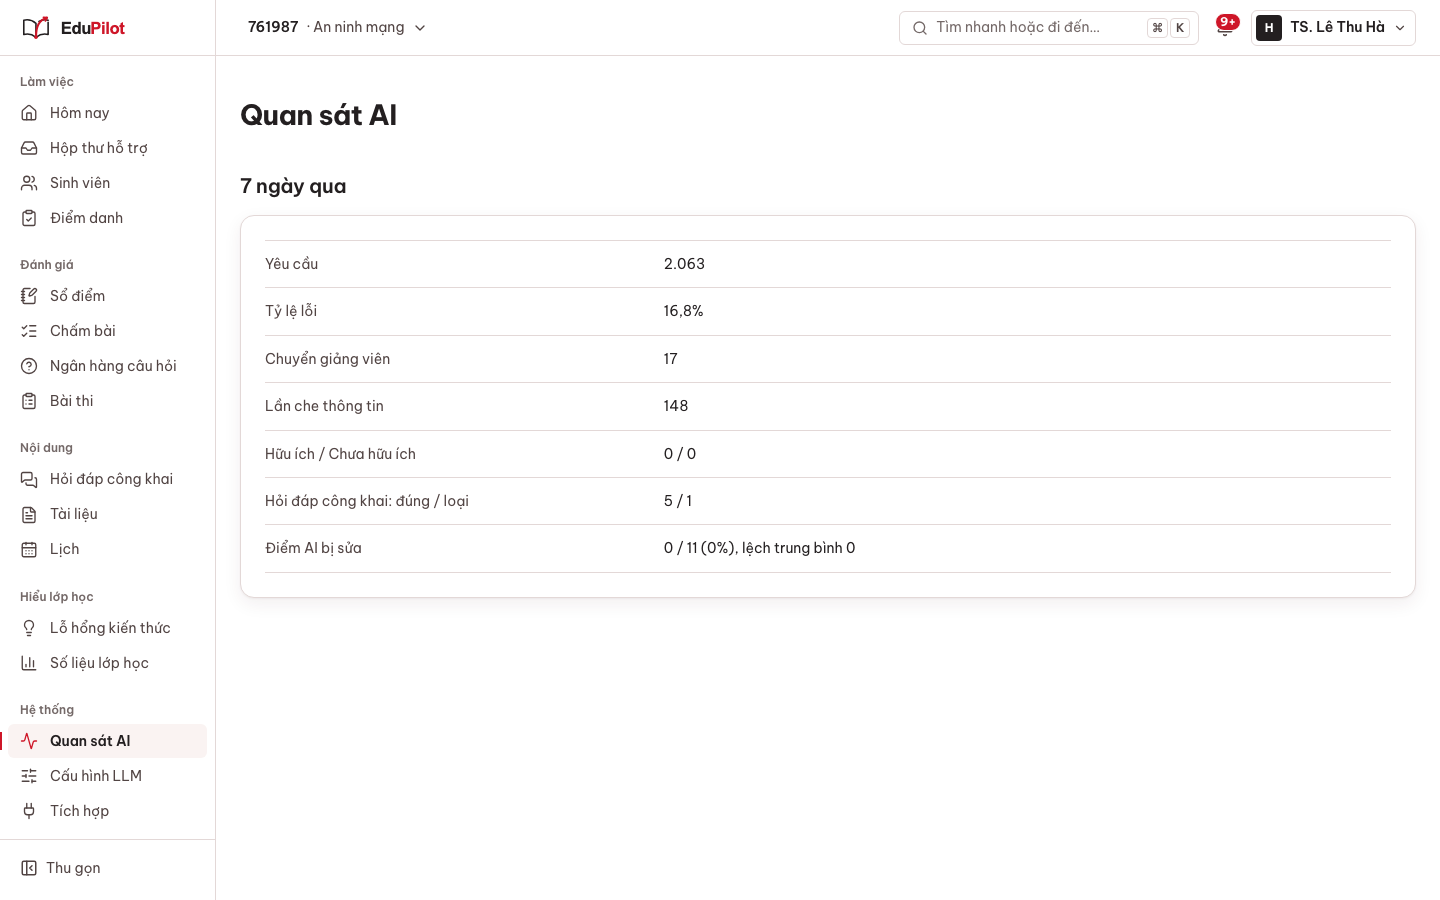 EduPilot
761987 · An ninh mạng
Tìm nhanh hoặc đi đến...
⌘ K
9+
H TS. Lê Thu Hà
Làm việc
Hôm nay
Hộp thư hỗ trợ
Sinh viên
Điểm danh
Đánh giá
Sổ điểm
Chấm bài
Ngân hàng câu hỏi
Bài thi
Nội dung
Hỏi đáp công khai
Tài liệu
Lịch
Hiểu lớp học
Lỗ hổng kiến thức
Số liệu lớp học
Hệ thống
Quan sát AI
Cấu hình LLM
Tích hợp
Thu gọn
Quan sát AI
7 ngày qua
Yêu cầu 2.063
Tỷ lệ lỗi 16,8%
Chuyển giảng viên 17
Lần che thông tin 148
Hữu ích / Chưa hữu ích 0 / 0
Hỏi đáp công khai: đúng / loại 5 / 1
Điểm AI bị sửa 0 / 11 (0%), lệch trung bình 0